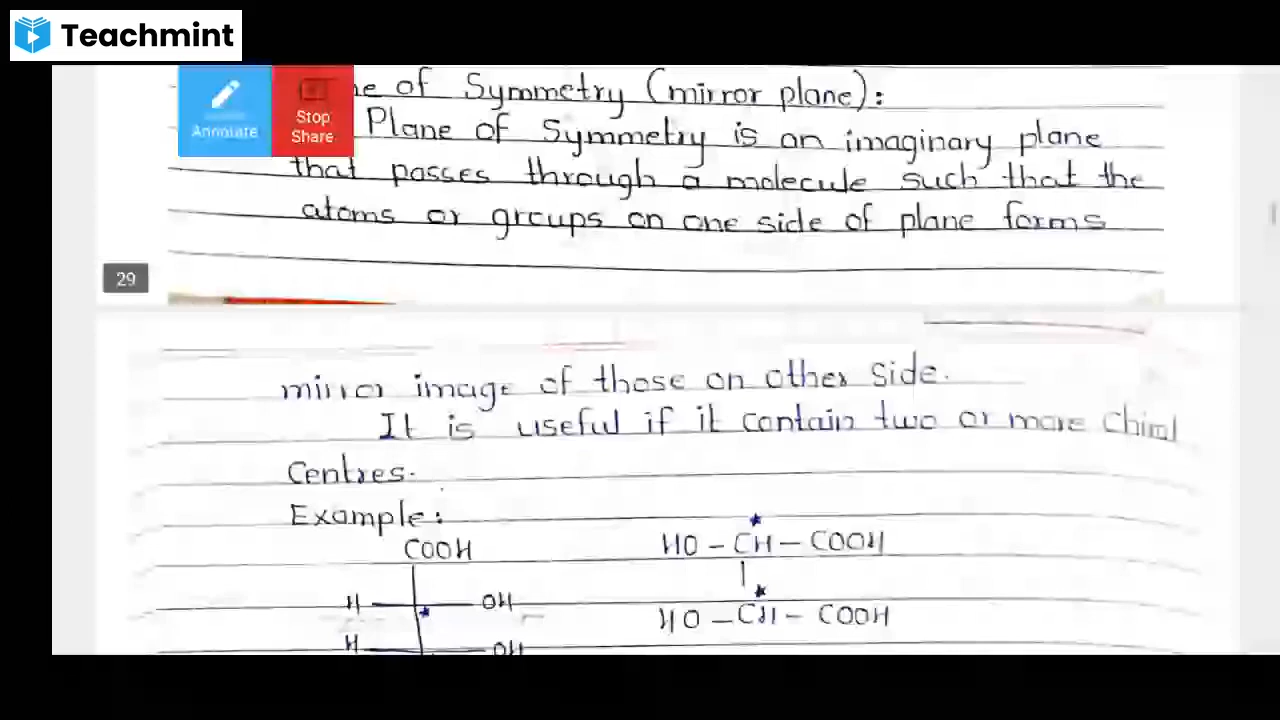 Teachmint
Annotate
Stop
Share
ne of Symmetry (mirror plane):
Plane of Symmetry is an imaginary plane
that passes through a molecule such that the
atoms or groups on one side of plane forms
29
mirror image of those on other side.
It is useful if it contain two or more Chiral
Centres.
Example:
COOH
HO - CH - COOH
H OH
HO - CH - COOH
H OH